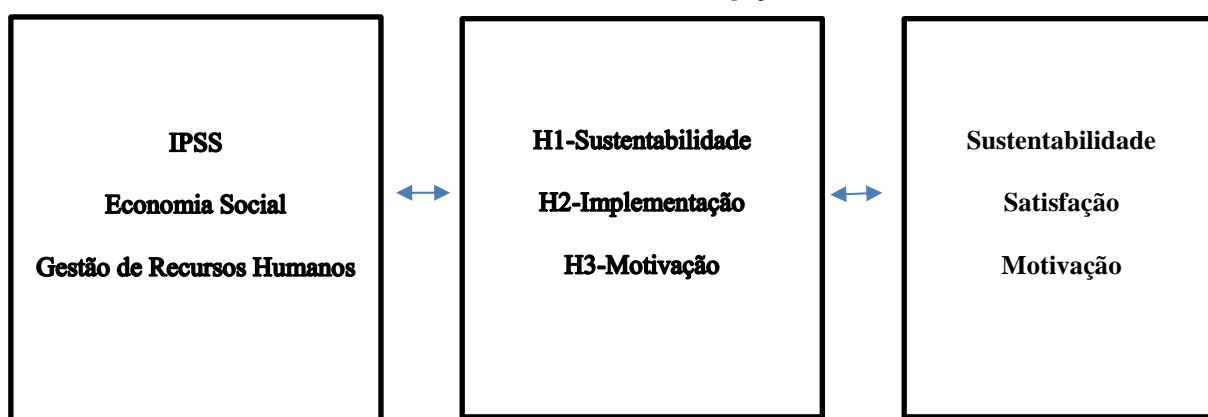 IPSS
Economia Social
Gestão de Recursos Humanos
H1-Sustentabilidade
H2-Implementação
H3-Motivação
Sustentabilidade
Satisfação
Motivação